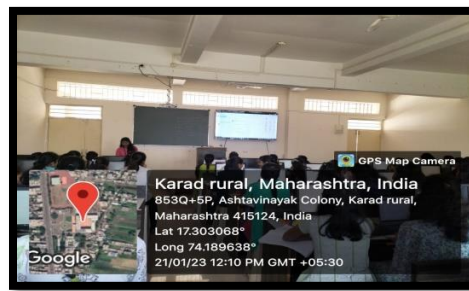 GPS Map Camera
Karad rural, Maharashtra, India
853Q+5P, Ashtavinayak Colony, Karad rural,
Maharashtra 415124, India
Lat 17.303068°
Long 74.189638°
21/01/23 12:10 PM GMT +05:30
Google